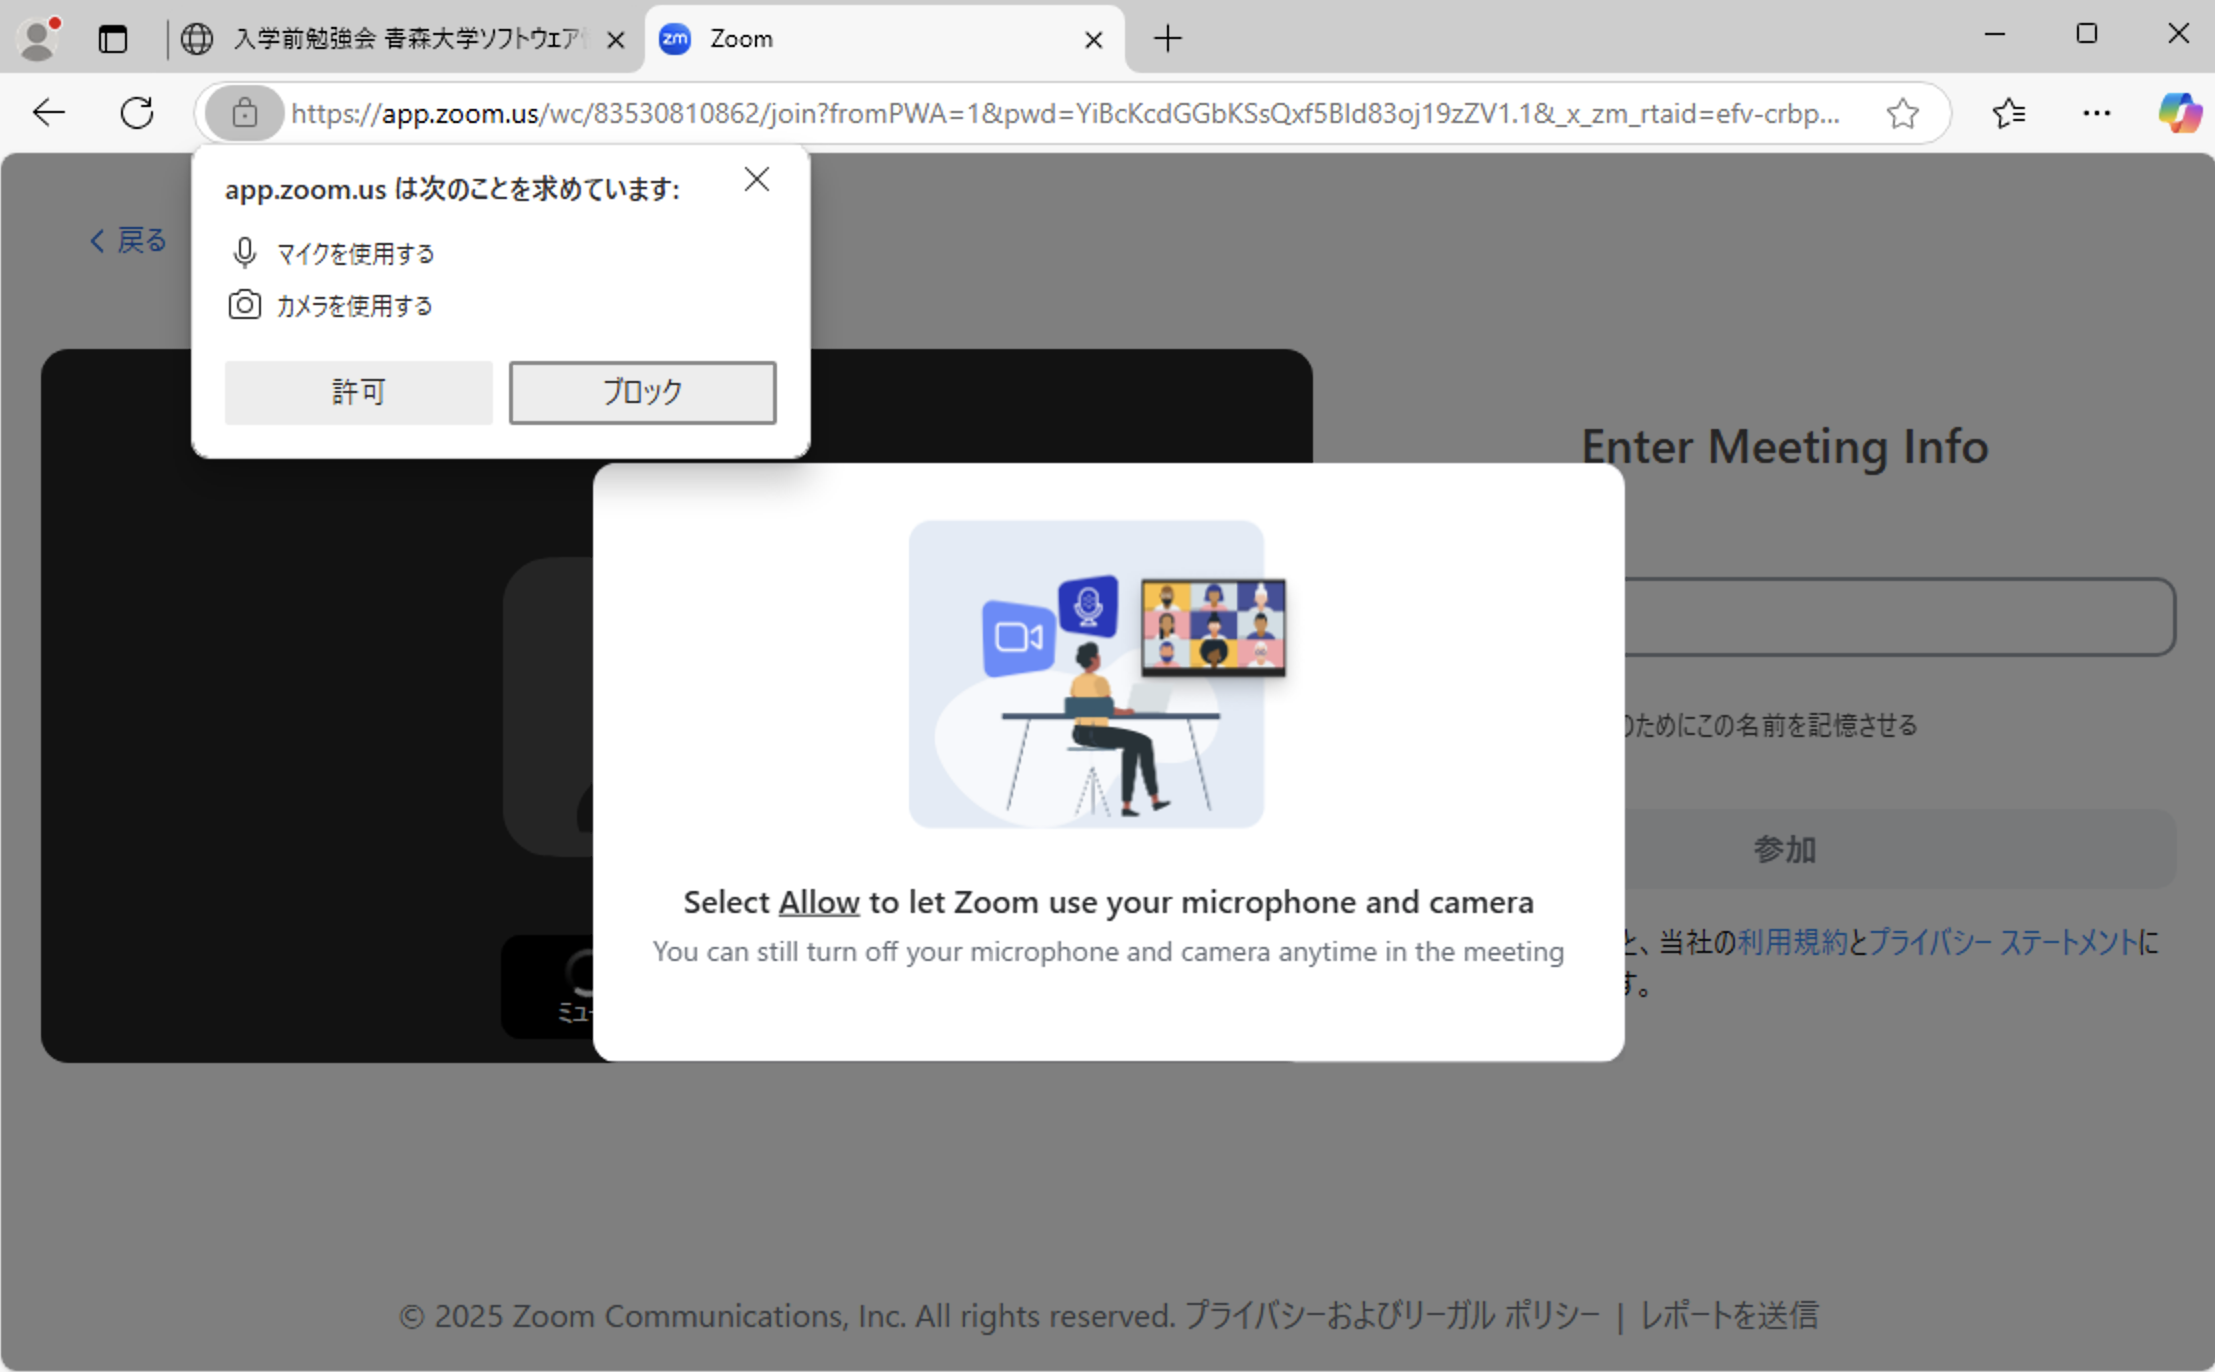 入学前勉強会 青森大学ソフトウェア
zm Zoom
https://app.zoom.us/wc/83530810862/join?fromPWA=1&pwd=YiBcKcdGGbKSsQxf5Bld83oj19zZV1.1&_x_zm_rtaid=efv-crbp...
app.zoom.us は次のことを求めています:
マイクを使用する
カメラを使用する
許可
ブロック
戻る
Enter Meeting Info
のためにこの名前を記憶させる
参加
Select Allow to let Zoom use your microphone and camera
You can still turn off your microphone and camera anytime in the meeting
と、当社の利用規約とプライバシー ステートメントに
す。
ミュー
© 2025 Zoom Communications, Inc. All rights reserved. プライバシーおよびリーガル ポリシー | レポートを送信